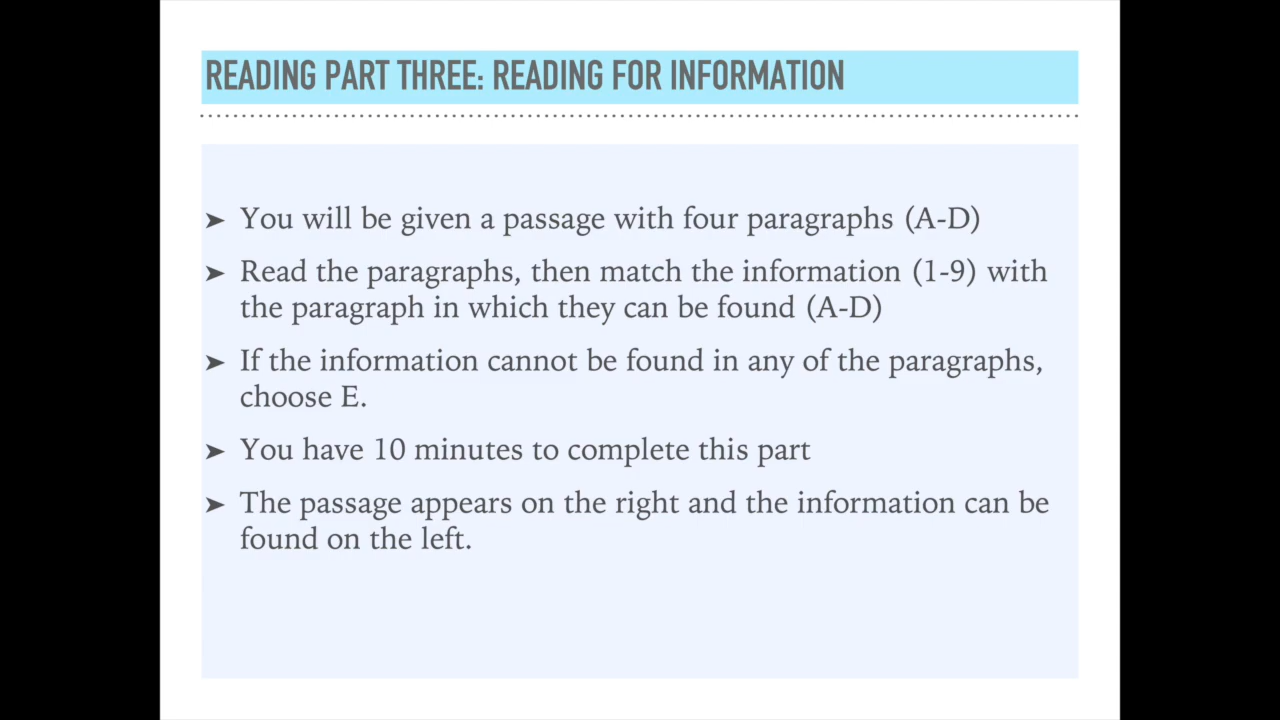 READING PART THREE: READING FOR INFORMATION
➤ You will be given a passage with four paragraphs (A-D)
➤ Read the paragraphs, then match the information (1-9) with
the paragraph in which they can be found (A-D)
➤ If the information cannot be found in any of the paragraphs,
choose E.
➤ You have 10 minutes to complete this part
➤ The passage appears on the right and the information can be
found on the left.